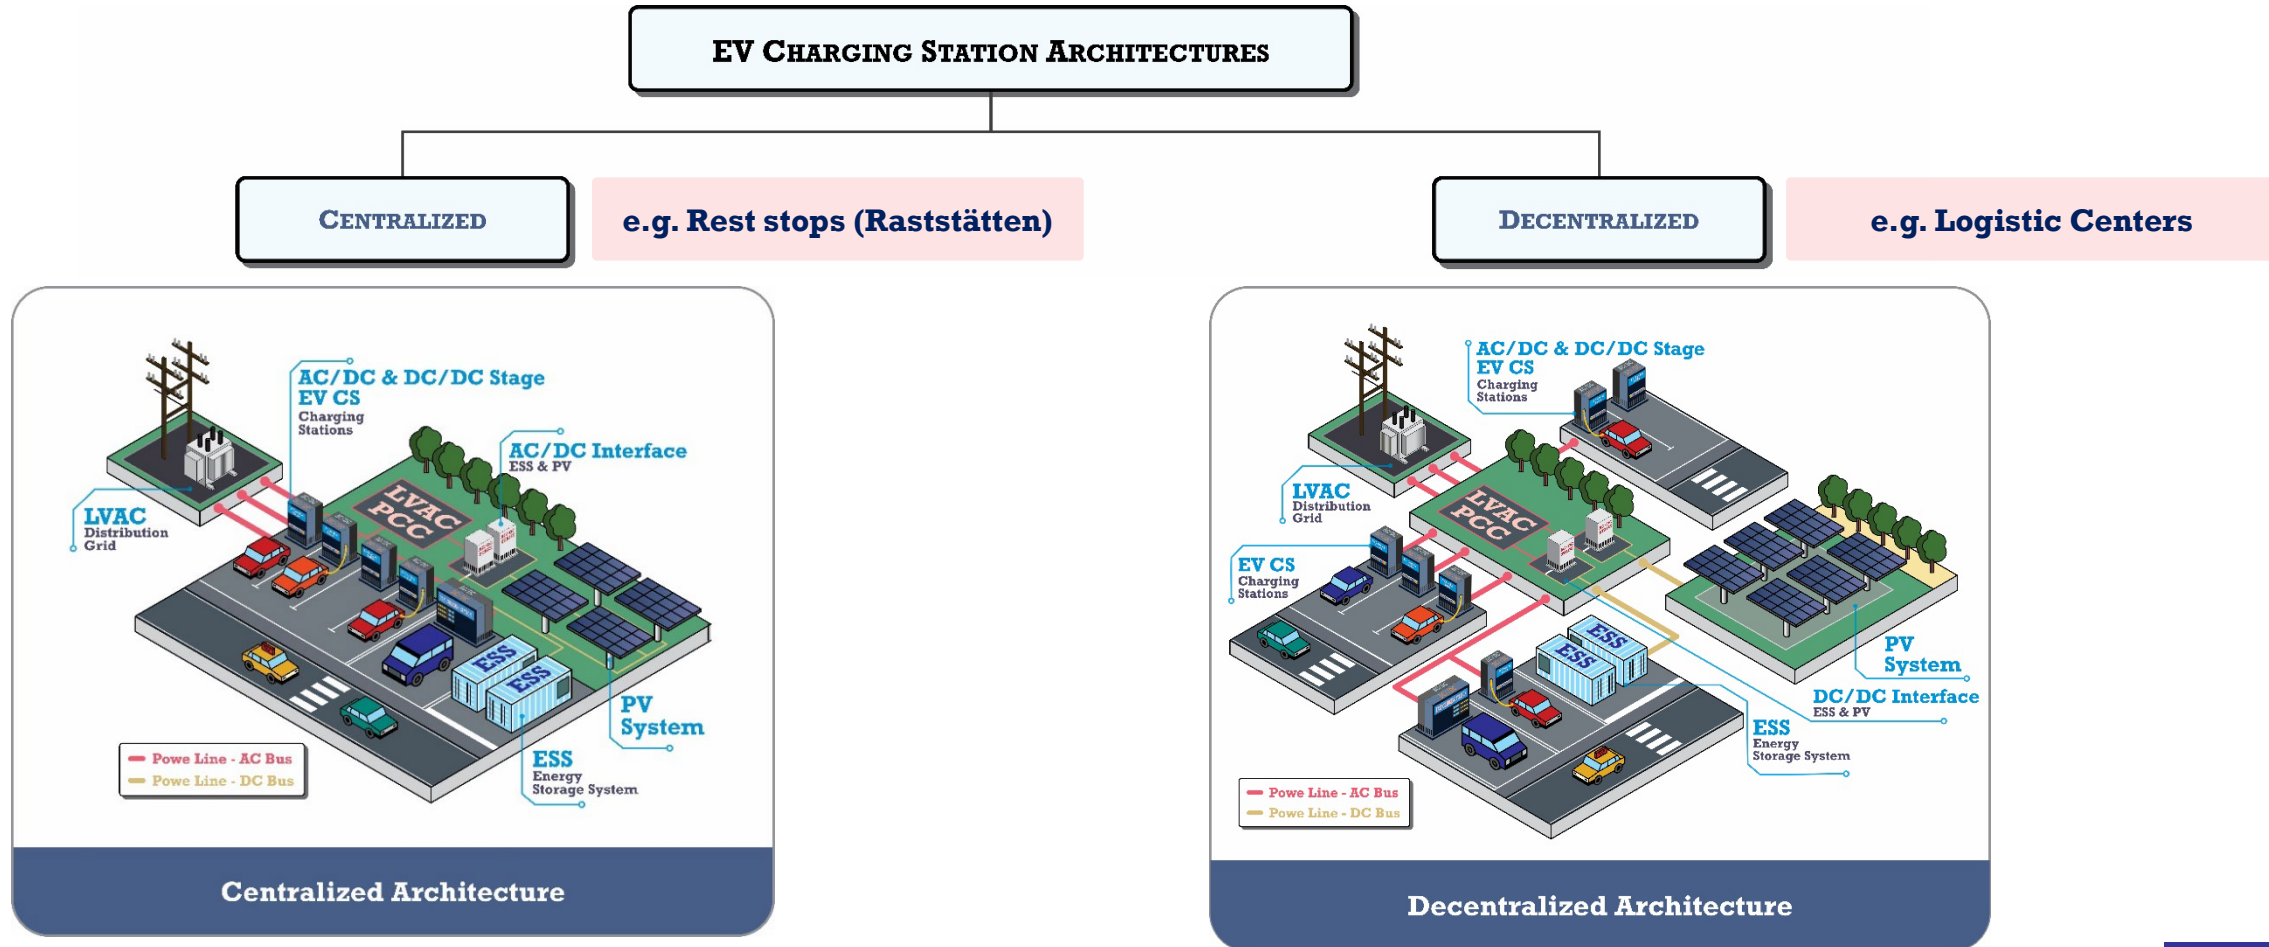 EV CHARGING STATION ARCHITECTURES
CENTRALIZED
e.g. Rest stops (Raststätten)
DECENTRALIZED
e.g. Logistic Centers
AC/DC & DC/DC Stage
EV CS
Charging
Stations
AC/DC Interface
ESS & PV
LVAC
PCC
LVAC
Distribution
Grid
ESS
ESS
PV
System
ESS
Energy
Storage System
Powe Line - AC Bus
Powe Line - DC Bus
Centralized Architecture
AC/DC & DC/DC Stage
EV CS
Charging
Stations
LVAC
Distribution
Grid
LVAC
PCC
EV CS
Charging
Stations
ESS
ESS
PV
System
DC/DC Interface
ESS & PV
ESS
Energy
Storage System
Powe Line - AC Bus
Powe Line - DC Bus
Decentralized Architecture